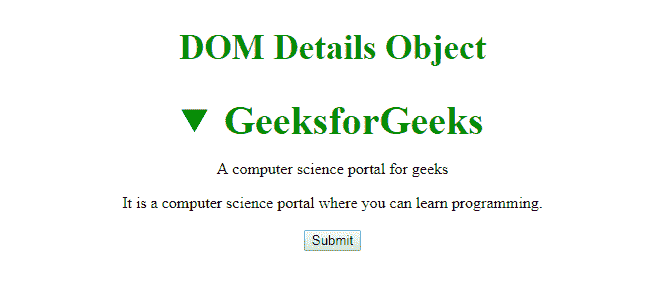 DOM Details Object
GeeksforGeeks
A computer science portal for geeks
It is a computer science portal where you can learn programming.
Submit